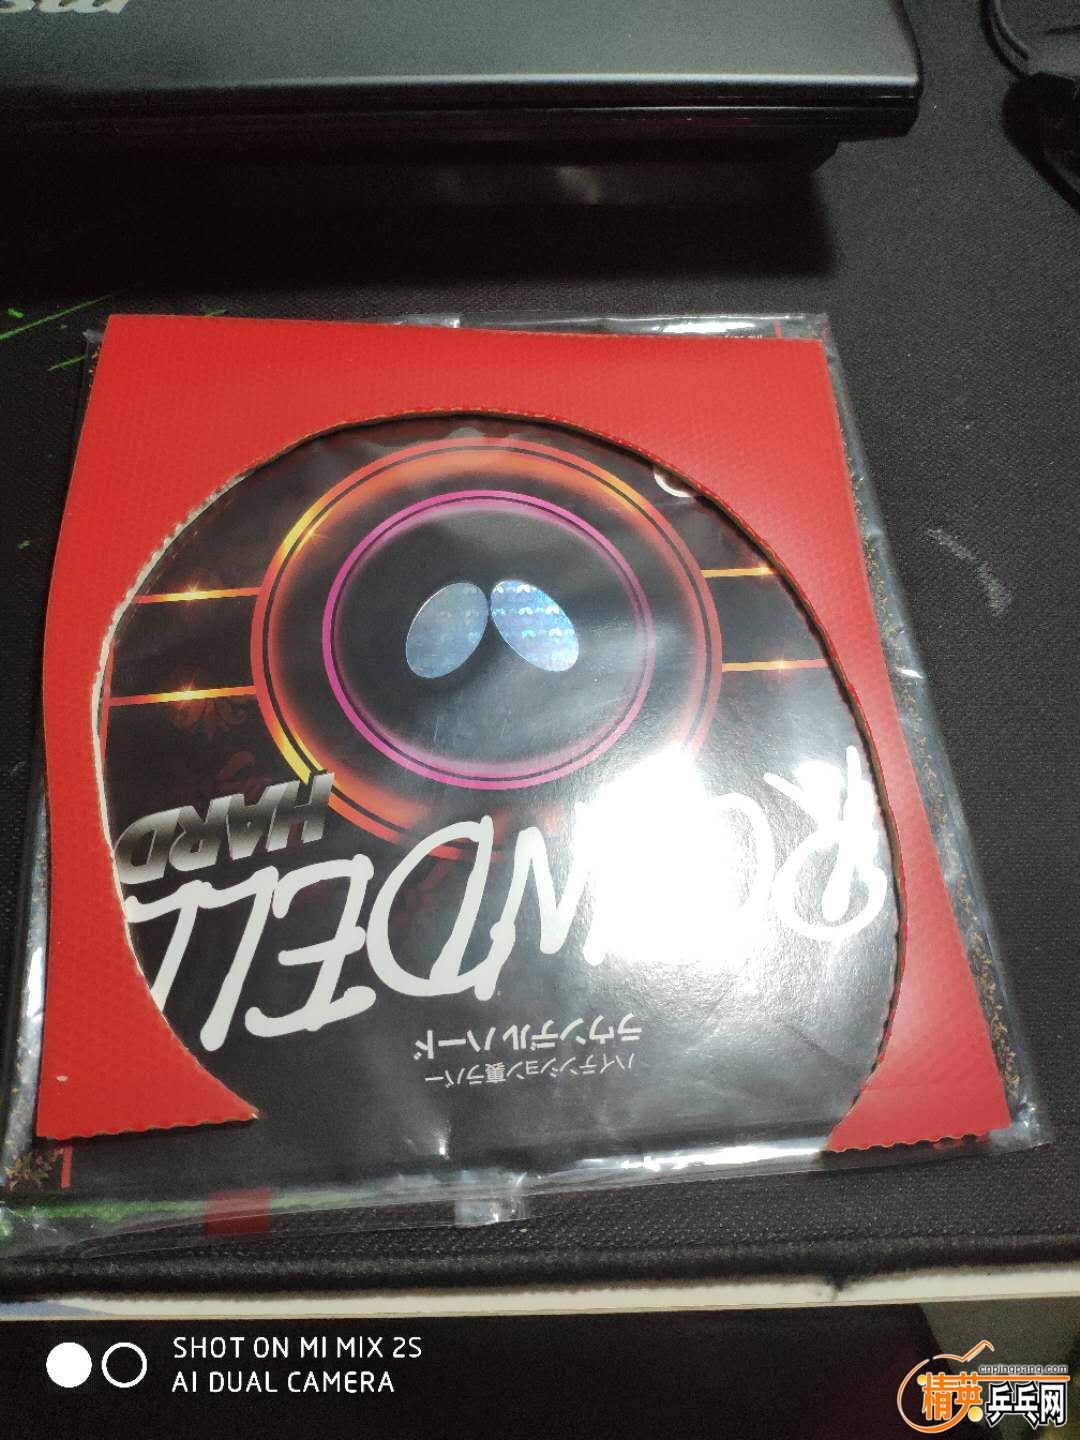 ROUNDELL
HARD
ラウンデル ハード
ハイテンション裏ラバー
SHOT ON MI MIX 2S
AI DUAL CAMERA
cnpingpang.com
精英乒乓网